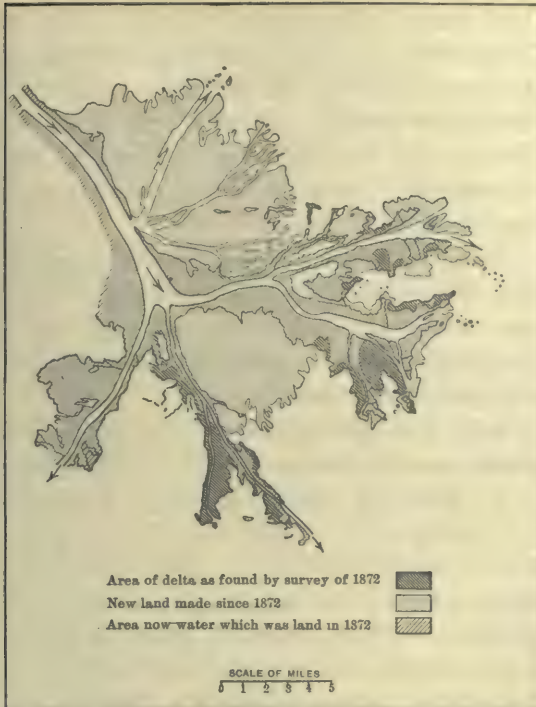 Area of delta as found by survey of 1872
New land made since 1872
Area now water which was land in 1872
SCALE OF MILES
0 1 2 3 4 5